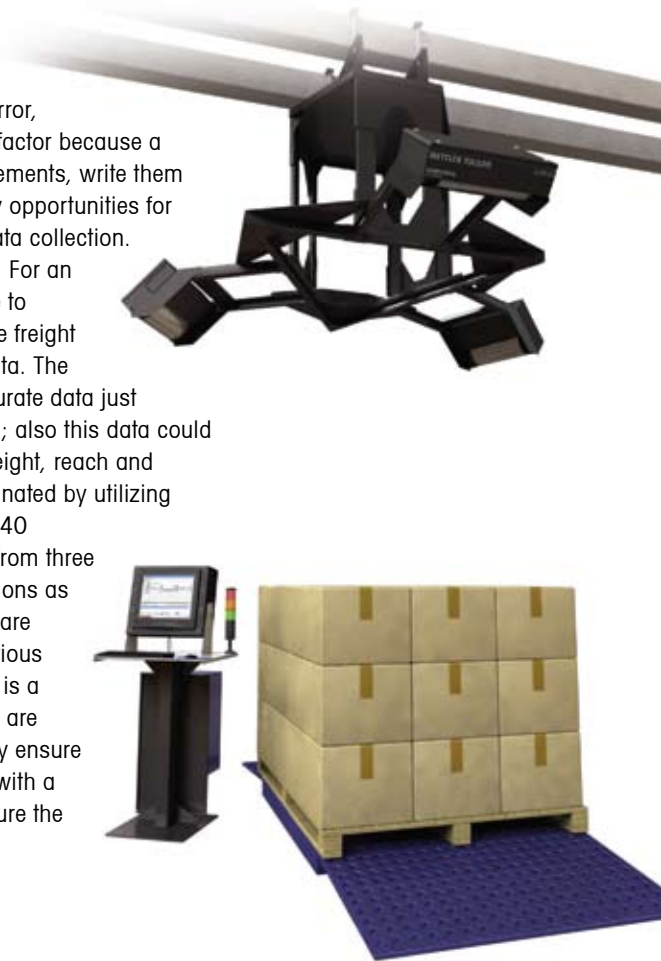 rror,
factor because a
ements, write them
y opportunities for
ata collection.
. For an
e to
e freight
ta. The
urate data just
; also this data could
eight, reach and
nated by utilizing
40
rom three
ons as
are
ious
is a
are
y ensure
with a
ure the
METTLER TOLEDO